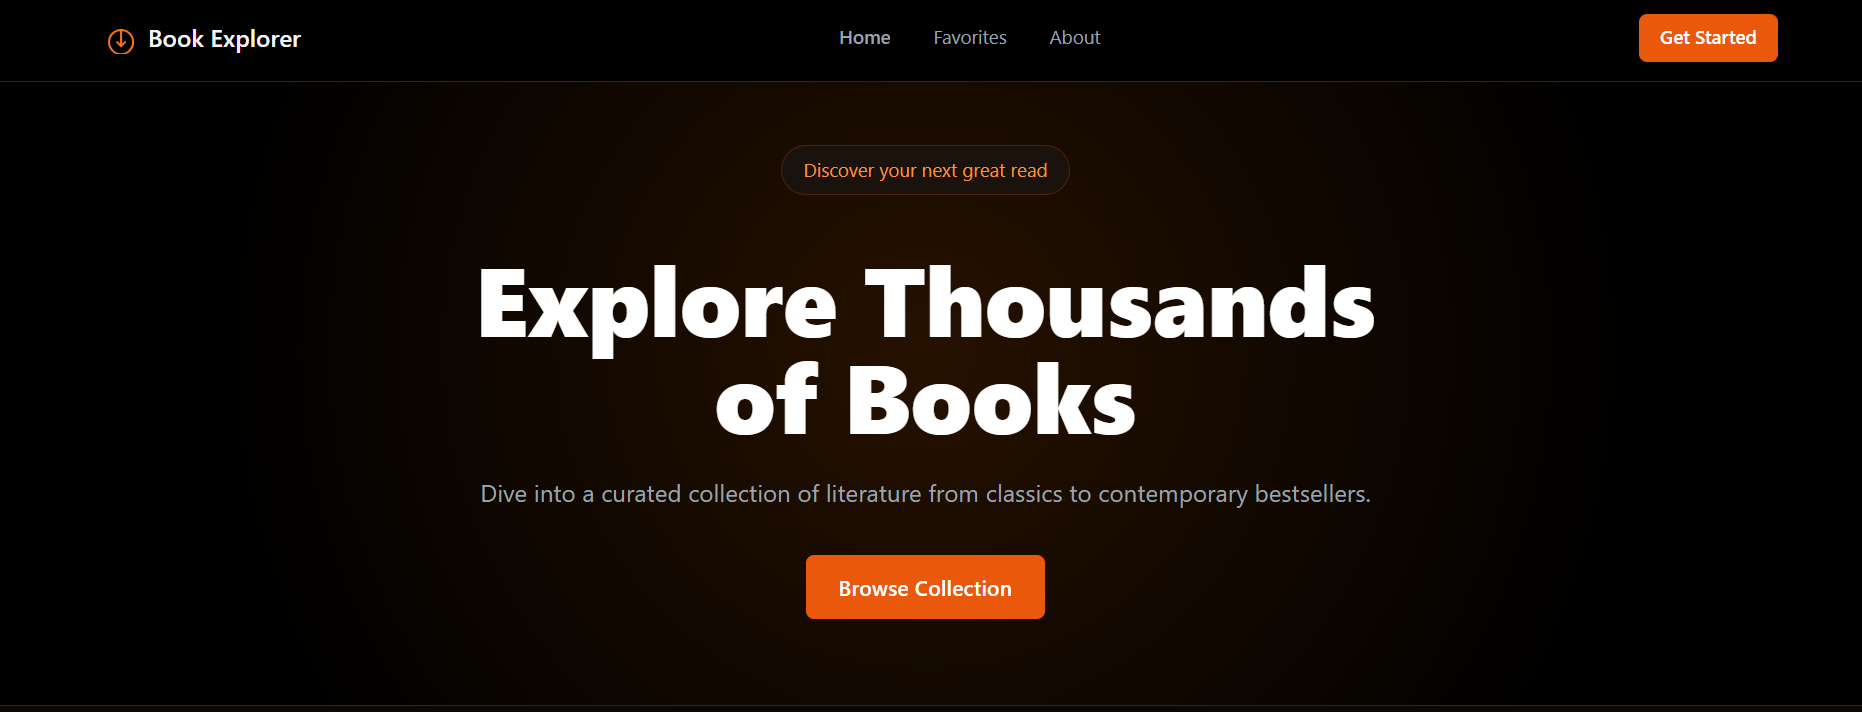 Book Explorer
Home
Favorites
About
Get Started
Discover your next great read
Explore Thousands
of Books
Dive into a curated collection of literature from classics to contemporary bestsellers.
Browse Collection